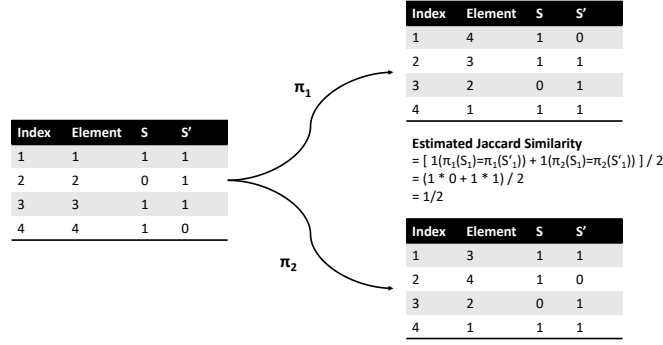 Index Element S S'
1 4 1 0
2 3 1 1
3 2 0 1
4 1 1 1
π₁
Index Element S S'
1 1 1 1
2 2 0 1
3 3 1 1
4 4 1 0
Estimated Jaccard Similarity
= [ 1(π₁(S₁)=π₁(S'₁)) + 1(π₂(S₁)=π₂(S'₁)) ] / 2
= (1 * 0 + 1 * 1) / 2
= 1/2
π₂
Index Element S S'
1 3 1 1
2 4 1 0
3 2 0 1
4 1 1 1